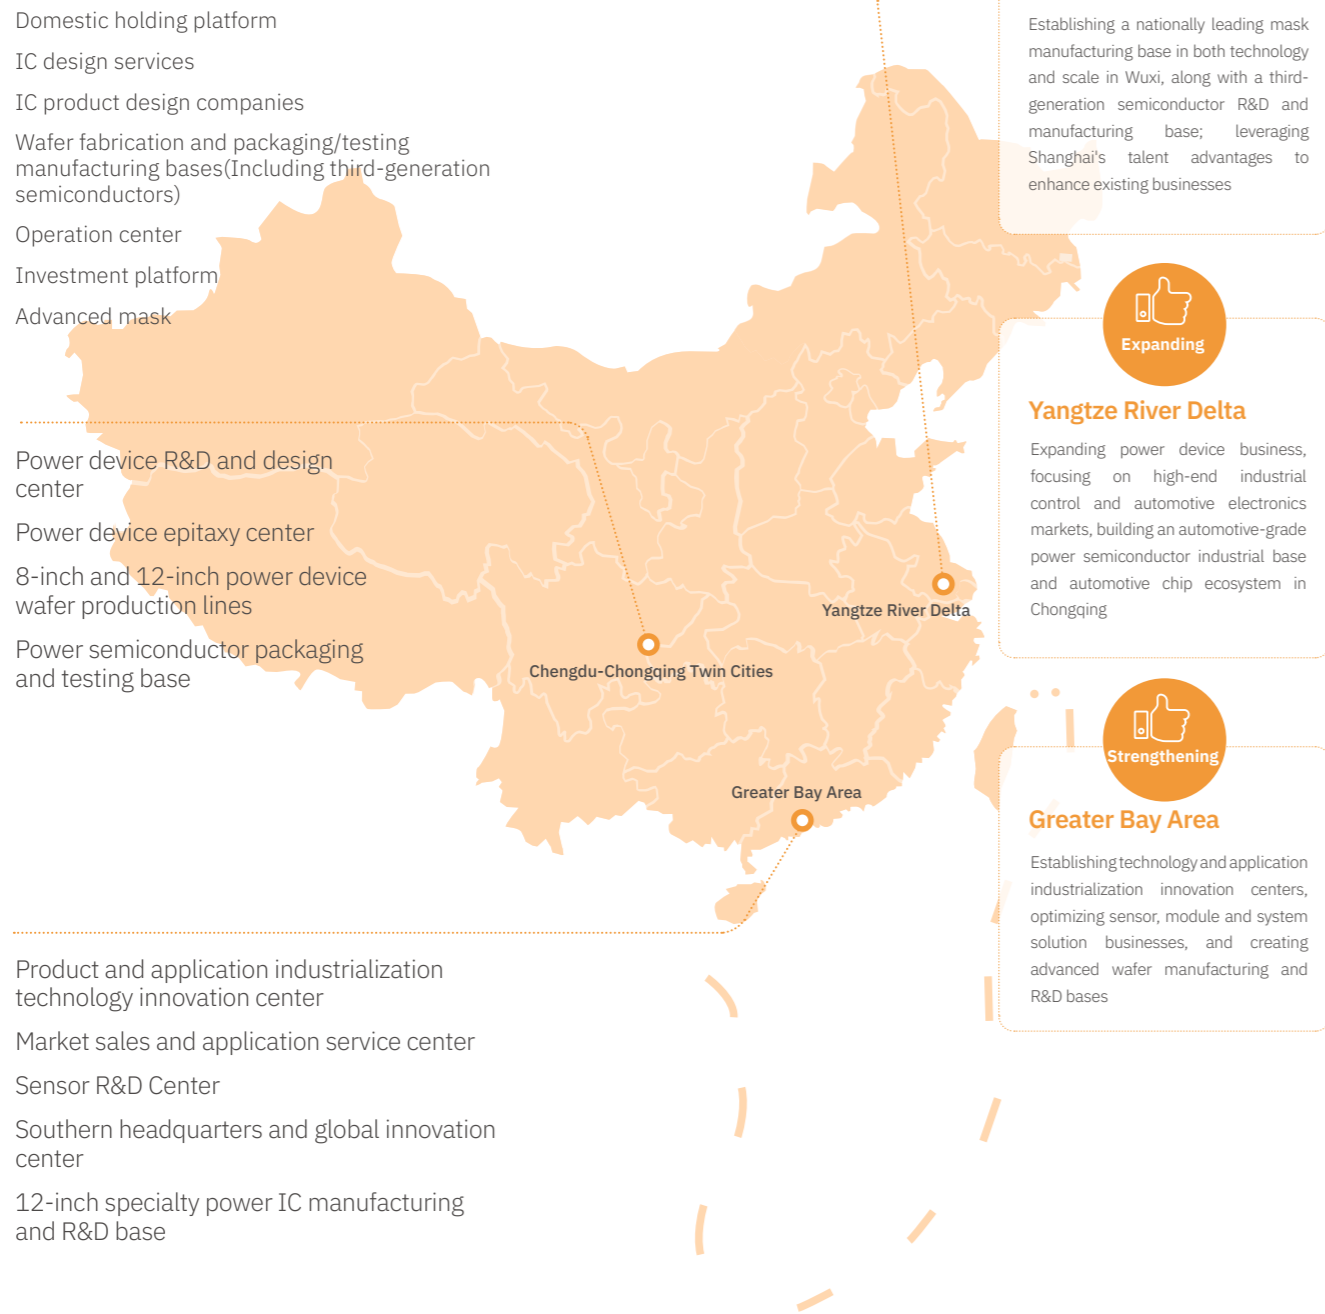 Domestic holding platform
IC design services
IC product design companies
Wafer fabrication and packaging/testing
manufacturing bases(Including third-generation
semiconductors)
Operation center
Investment platform
Advanced mask
Power device R&D and design
center
Power device epitaxy center
8-inch and 12-inch power device
wafer production lines
Power semiconductor packaging
and testing base
Product and application industrialization
technology innovation center
Market sales and application service center
Sensor R&D Center
Southern headquarters and global innovation
center
12-inch specialty power IC manufacturing
and R&D base
Yangtze River Delta
Chengdu-Chongqing Twin Cities
Greater Bay Area
Establishing a nationally leading mask
manufacturing base in both technology
and scale in Wuxi, along with a third-
generation semiconductor R&D and
manufacturing base; leveraging
Shanghai's talent advantages to
enhance existing businesses
Expanding
Yangtze River Delta
Expanding power device business,
focusing on high-end industrial
control and automotive electronics
markets, building an automotive-grade
power semiconductor industrial base
and automotive chip ecosystem in
Chongqing
Strengthening
Greater Bay Area
Establishing technology and application
industrialization innovation centers,
optimizing sensor, module and system
solution businesses, and creating
advanced wafer manufacturing and
R&D bases